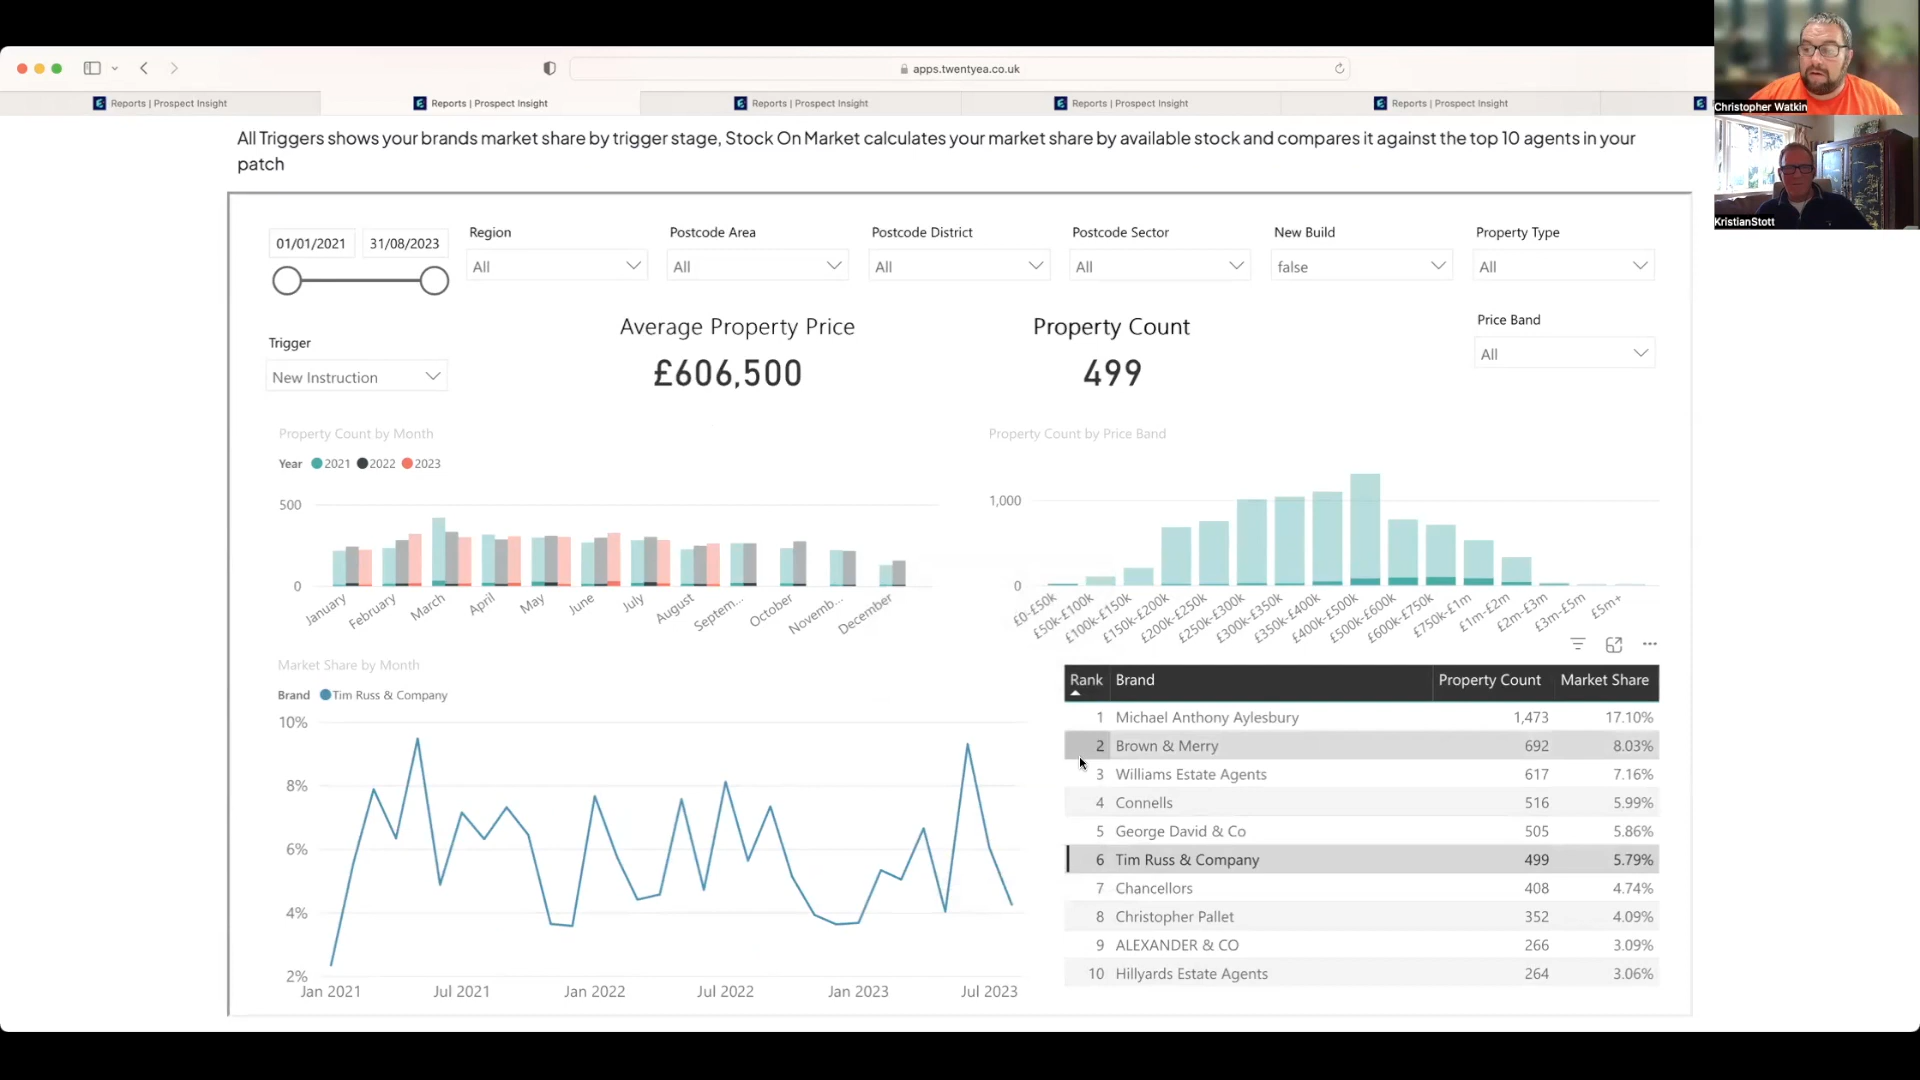 apps.twentyea.co.uk
Reports | Prospect Insight
Reports | Prospect Insight
Reports | Prospect Insight
Reports | Prospect Insight
Reports | Prospect Insight
Christopher Watkin
KristianStott
All Triggers shows your brands market share by trigger stage, Stock On Market calculates your market share by available stock and compares it against the top 10 agents in your
patch
01/01/2021 31/08/2023
Region
All
Postcode Area
All
Postcode District
All
Postcode Sector
All
New Build
false
Property Type
All
Trigger
New Instruction
Average Property Price
£606,500
Property Count
499
Price Band
All
Property Count by Month
Year 2021 2022 2023
500
0
January February March April May June July August Septem... October Novemb... December
Property Count by Price Band
1,000
0
£0-£50k £50k-£100k £100k-£150k £150k-£200k £200k-£250k £250k-£300k £300k-£350k £350k-£400k £400k-£500k £500k-£600k £600k-£750k £750k-£1m £1m-£2m £2m-£3m £3m-£5m £5m+
Market Share by Month
Brand Tim Russ & Company
10%
8%
6%
4%
2%
Jan 2021 Jul 2021 Jan 2022 Jul 2022 Jan 2023 Jul 2023
Rank Brand Property Count Market Share
1 Michael Anthony Aylesbury 1,473 17.10%
2 Brown & Merry 692 8.03%
3 Williams Estate Agents 617 7.16%
4 Connells 516 5.99%
5 George David & Co 505 5.86%
6 Tim Russ & Company 499 5.79%
7 Chancellors 408 4.74%
8 Christopher Pallet 352 4.09%
9 ALEXANDER & CO 266 3.09%
10 Hillyards Estate Agents 264 3.06%